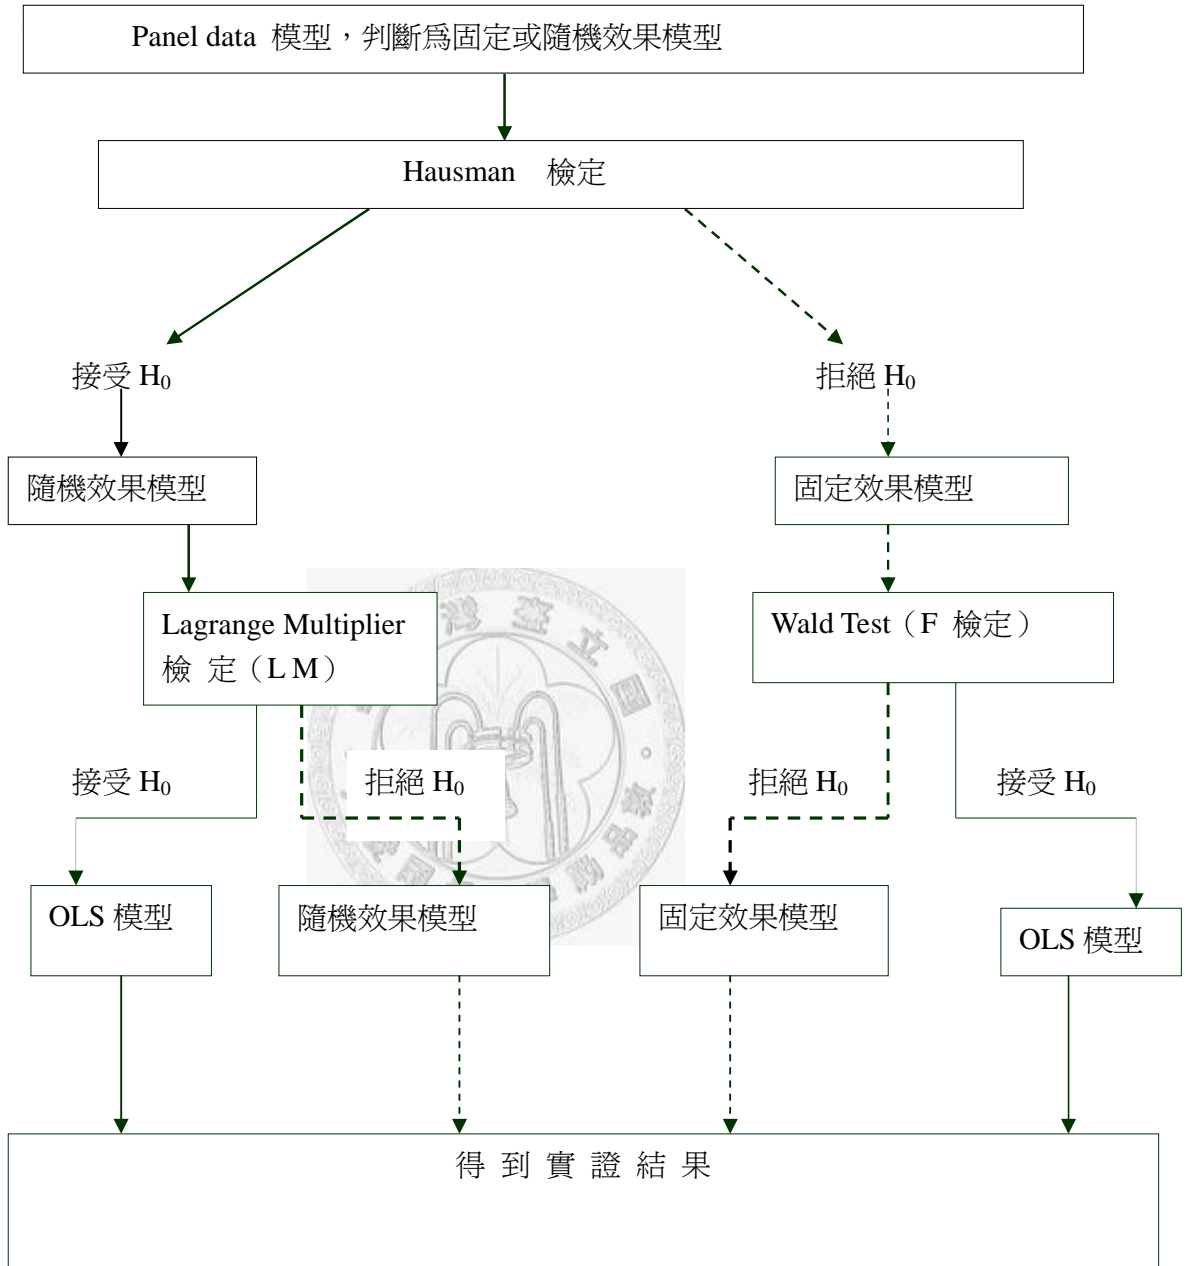 Panel data 模型，判斷為固定或隨機效果模型
Hausman 檢定
接受 H₀
拒絕 H₀
隨機效果模型
固定效果模型
Lagrange Multiplier
檢 定（L M）
Wald Test（F 檢定）
接受 H₀
拒絕 H₀
拒絕 H₀
接受 H₀
OLS 模型
隨機效果模型
固定效果模型
OLS 模型
得 到 實 證 結 果